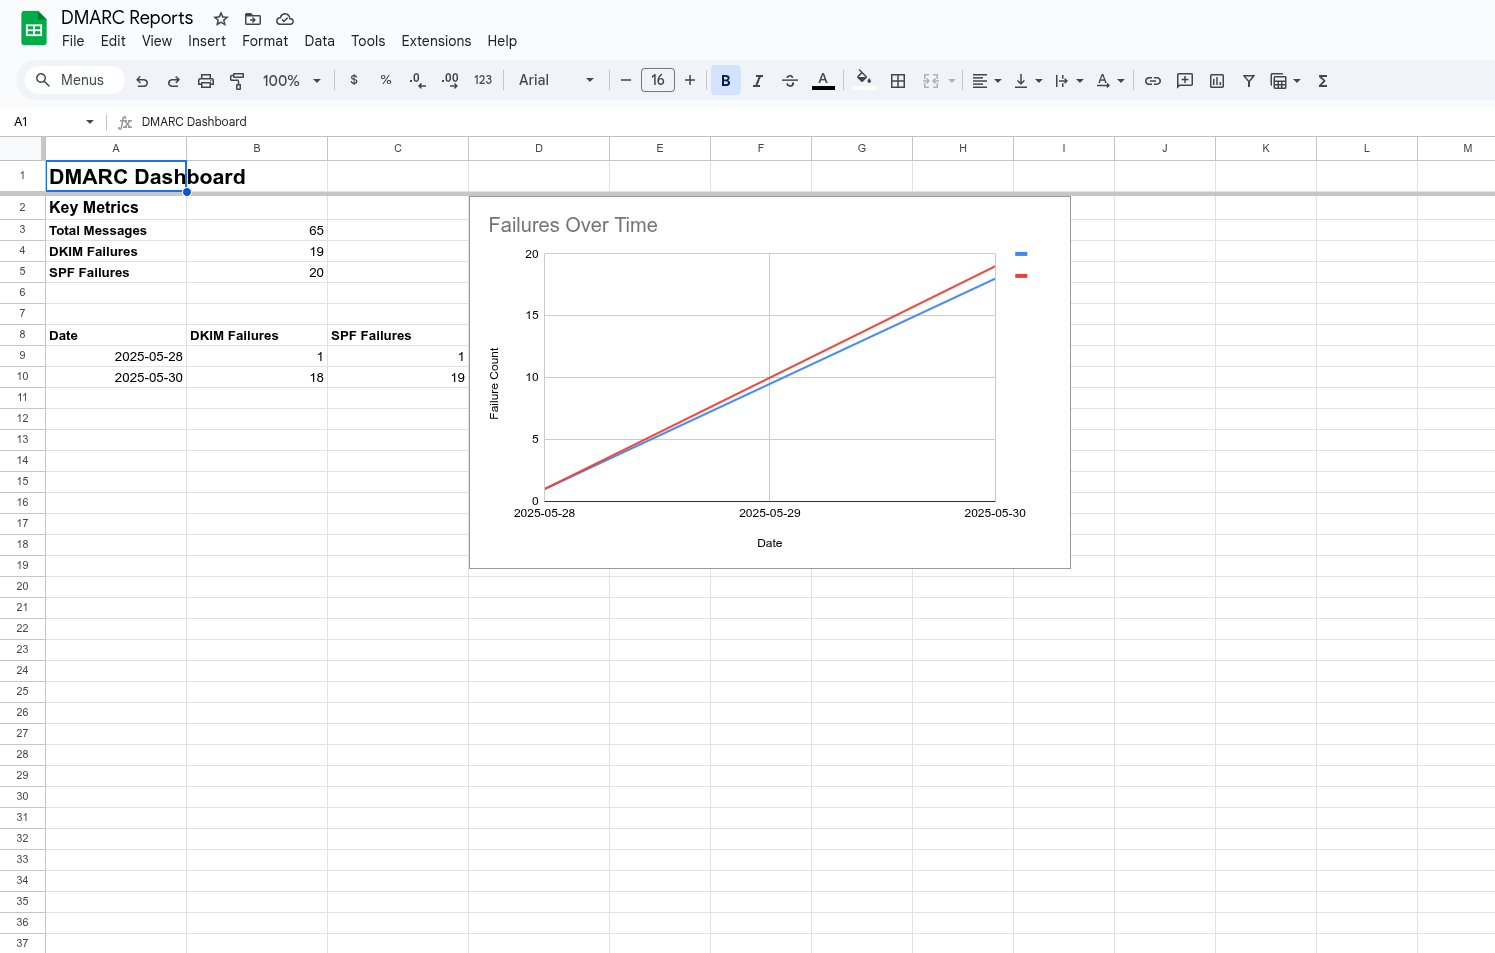 DMARC Reports
File Edit View Insert Format Data Tools Extensions Help
Menus 100% $ % .0 .00 123 Arial 16 B I A
A1 fx DMARC Dashboard
A B C D E F G H I J K L M
1 DMARC Dashboard
2 Key Metrics
3 Total Messages 65
4 DKIM Failures 19
5 SPF Failures 20
6
7
8 Date DKIM Failures SPF Failures
9 2025-05-28 1 1
10 2025-05-30 18 19
11
12
13
14
15
16
17
18
19
20
21
22
23
24
25
26
27
28
29
30
31
32
33
34
35
36
37
Failures Over Time
20
15
10
5
0
Failure Count
2025-05-28 2025-05-29 2025-05-30
Date